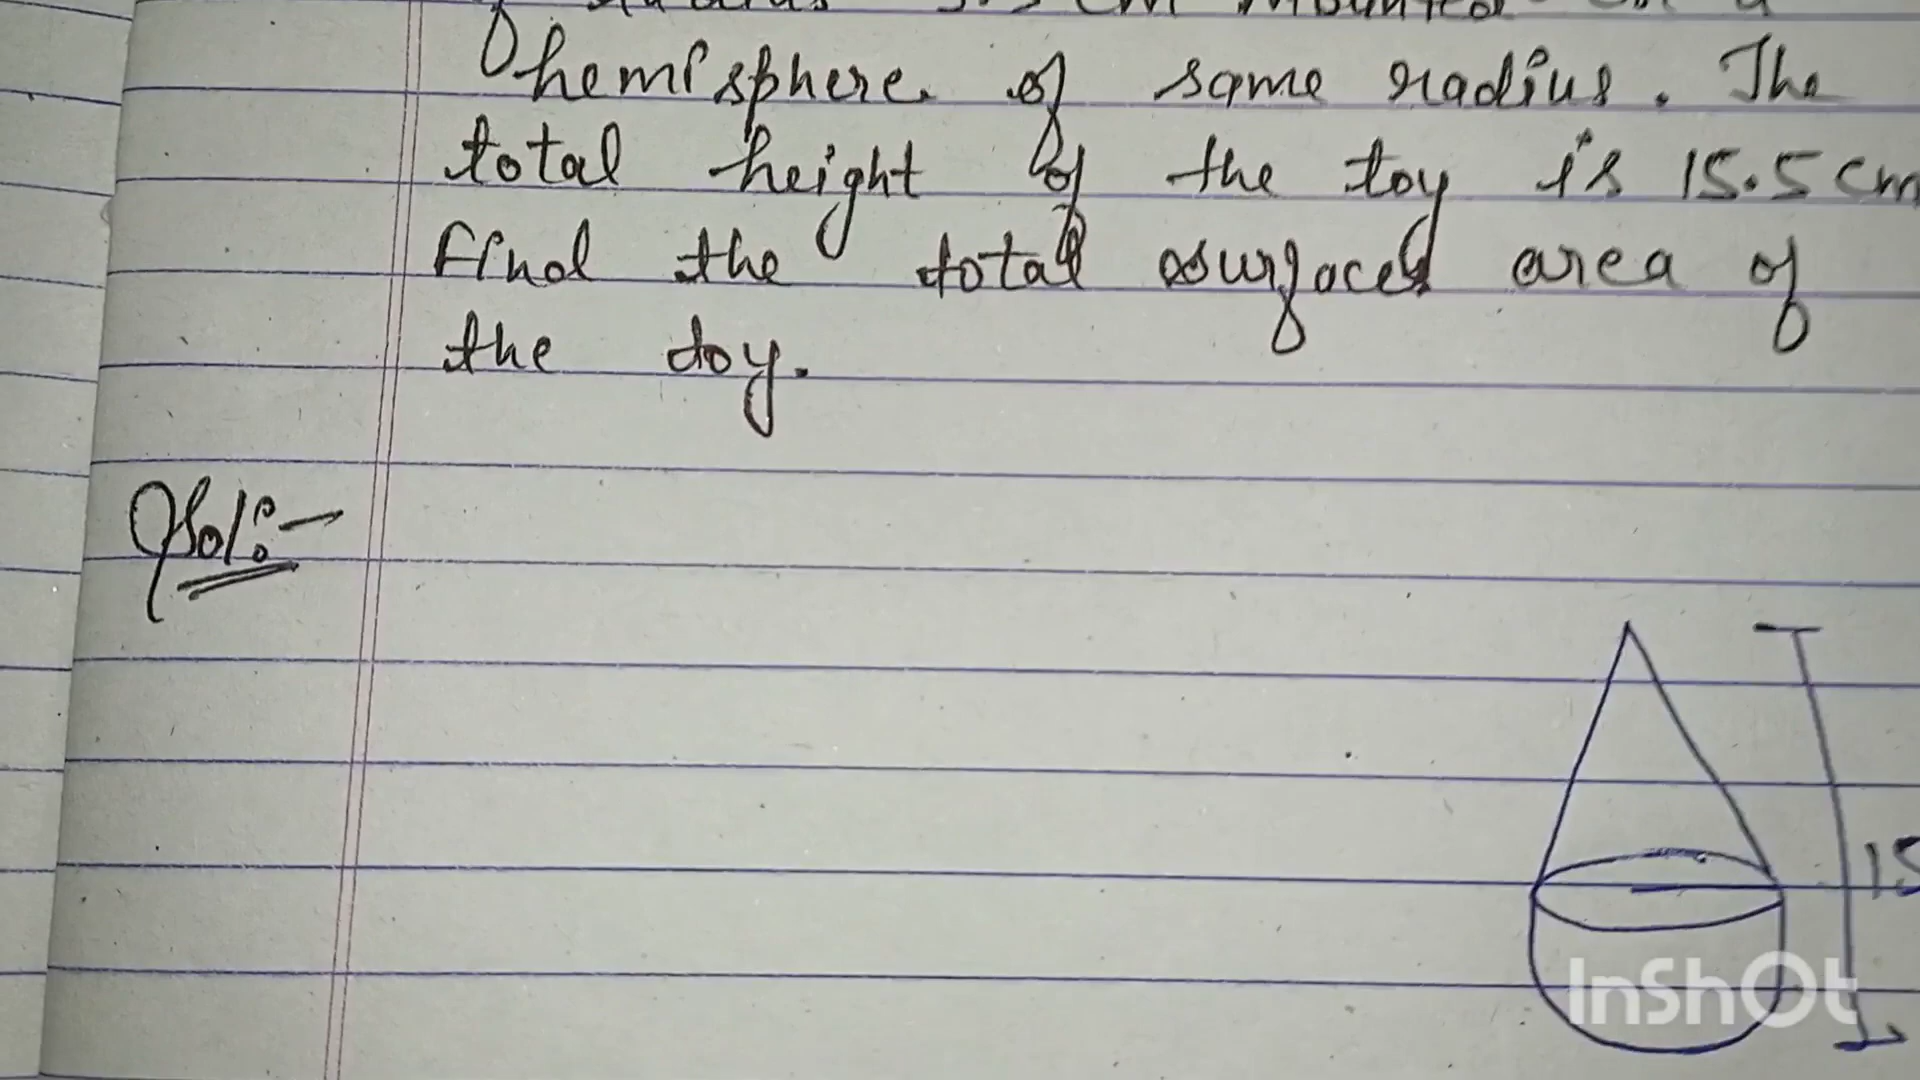 hemisphere of same radius. The
total height of the toy is 15.5 cm
Find the total surface area of
the toy.
Sol:-
15
InShOt